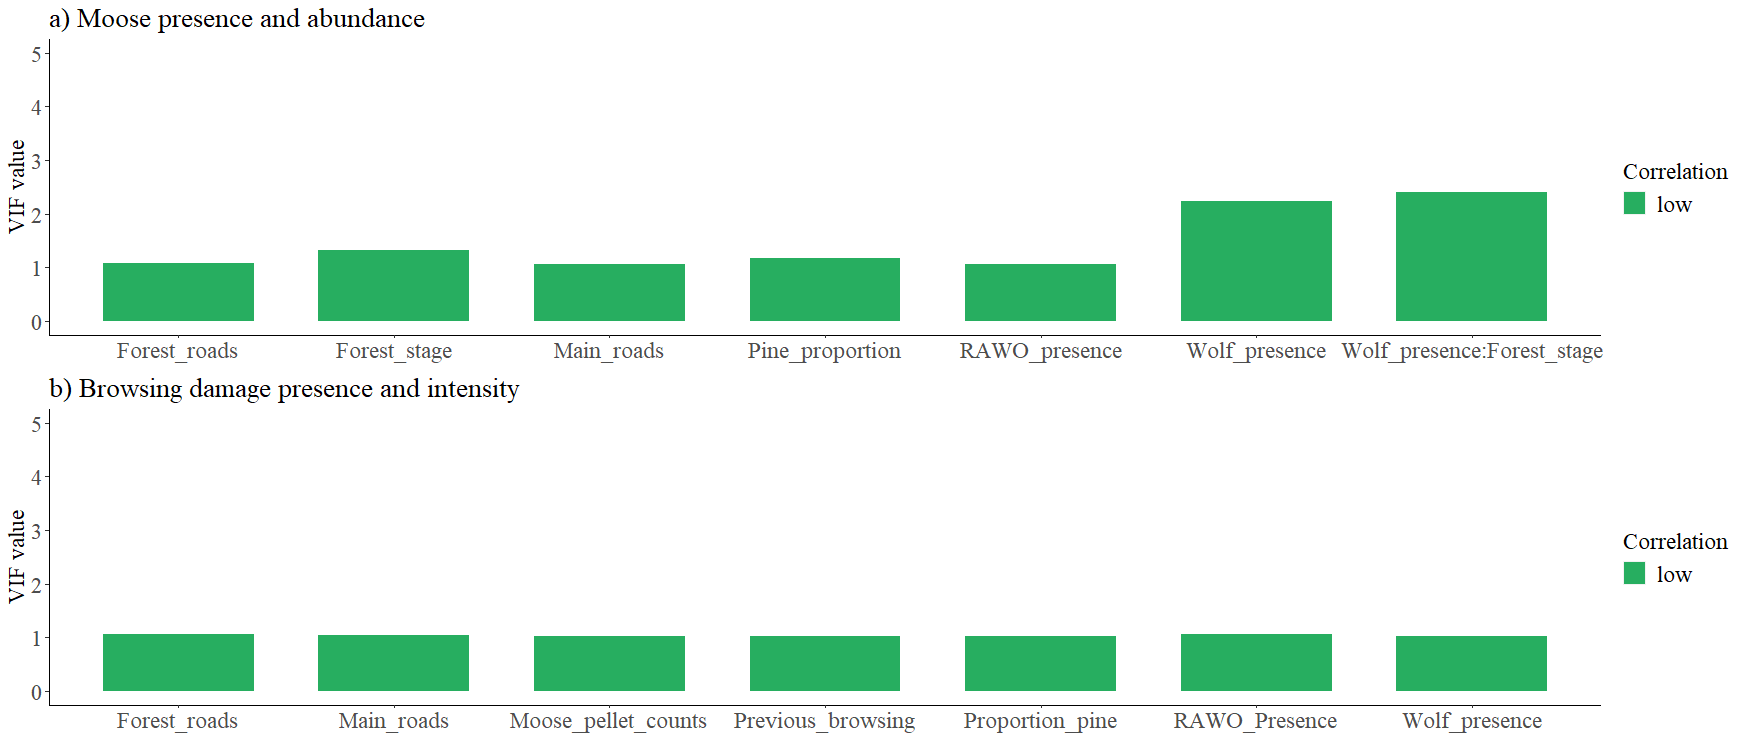 a) Moose presence and abundance
5
4
3
2
1
0
VIF value
Forest_roads Forest_stage Main_roads Pine_proportion RAWO_presence Wolf_presence Wolf_presence:Forest_stage
Correlation
low
b) Browsing damage presence and intensity
5
4
3
2
1
0
VIF value
Forest_roads Main_roads Moose_pellet_counts Previous_browsing Proportion_pine RAWO_Presence Wolf_presence
Correlation
low